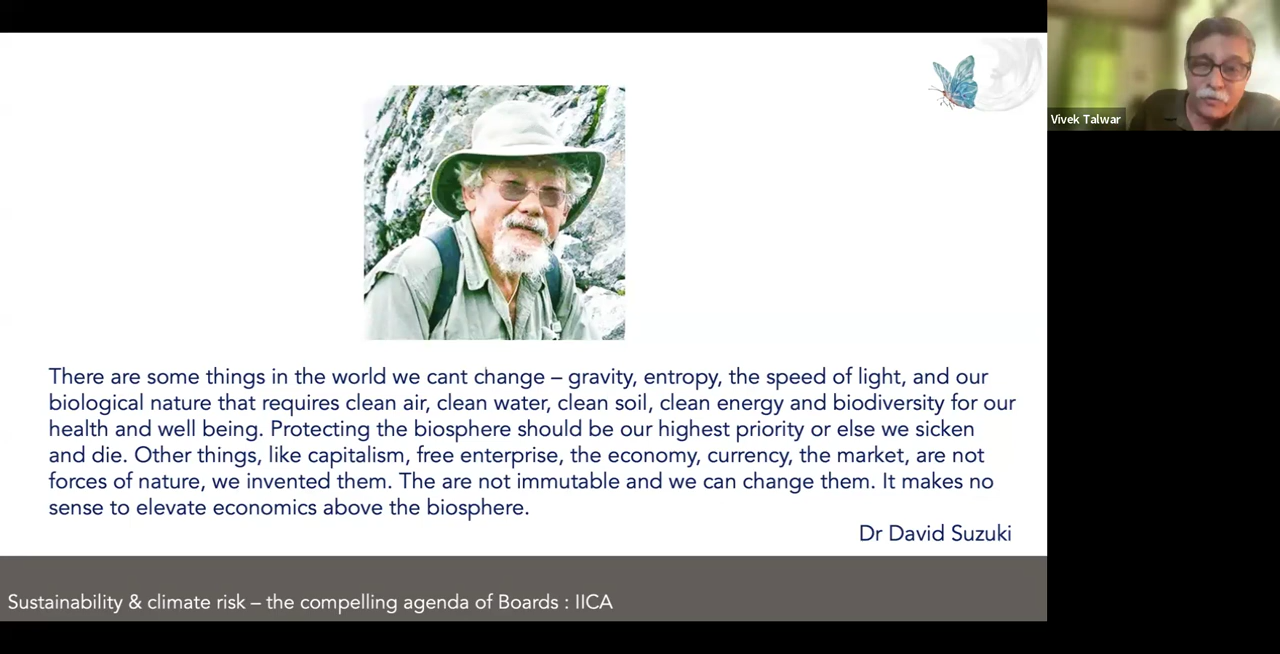 Vivek Talwar
There are some things in the world we cant change – gravity, entropy, the speed of light, and our
biological nature that requires clean air, clean water, clean soil, clean energy and biodiversity for our
health and well being. Protecting the biosphere should be our highest priority or else we sicken
and die. Other things, like capitalism, free enterprise, the economy, currency, the market, are not
forces of nature, we invented them. The are not immutable and we can change them. It makes no
sense to elevate economics above the biosphere.
Dr David Suzuki
Sustainability & climate risk – the compelling agenda of Boards : IICA